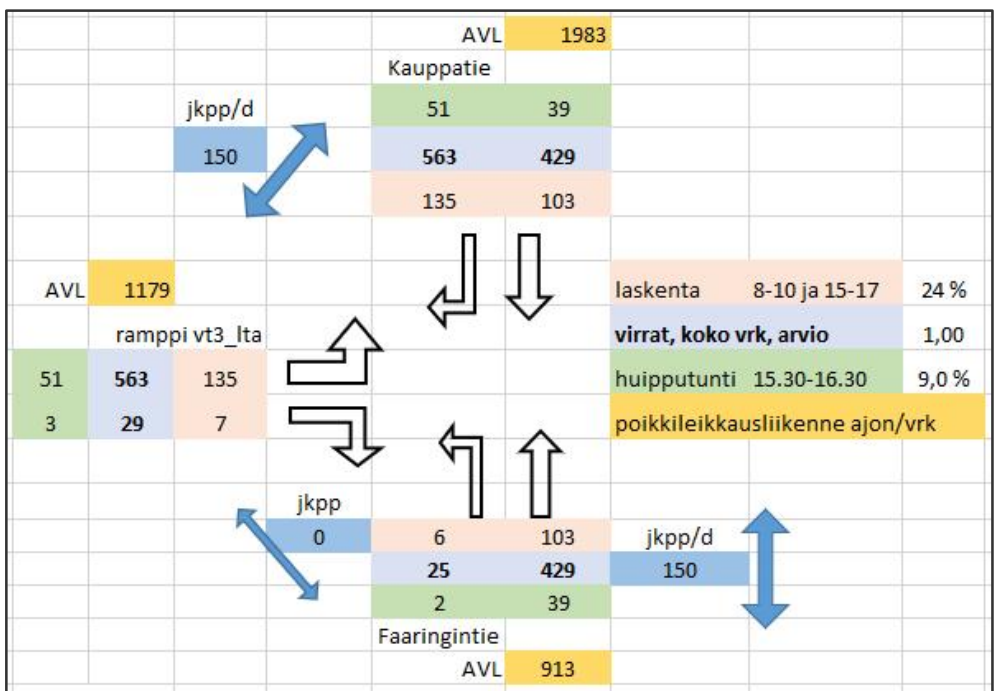 AVL 1983
Kauppatie
jkpp/d 51 39
150 563 429
135 103
AVL 1179 laskenta 8-10 ja 15-17 24 %
ramppi vt3_lta virrat, koko vrk, arvio 1,00
51 563 135 huipputunti 15.30-16.30 9,0 %
3 29 7 poikkileikkausliikenne ajon/vrk
jkpp
0 6 103 jkpp/d
25 429 150
2 39
Faaringintie
AVL 913